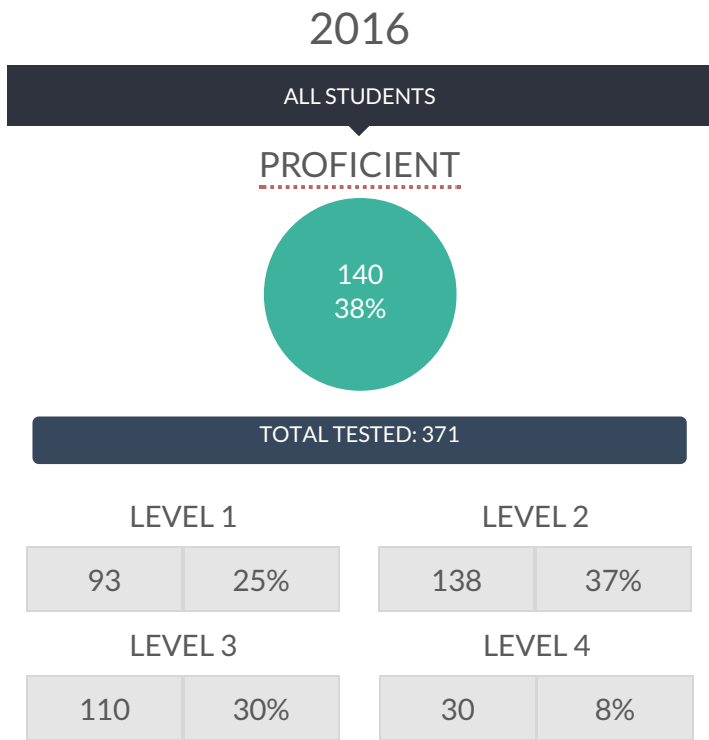 2016
ALL STUDENTS
PROFICIENT
140
38%
TOTAL TESTED: 371
LEVEL 1 LEVEL 2
93 25% 138 37%
LEVEL 3 LEVEL 4
110 30% 30 8%